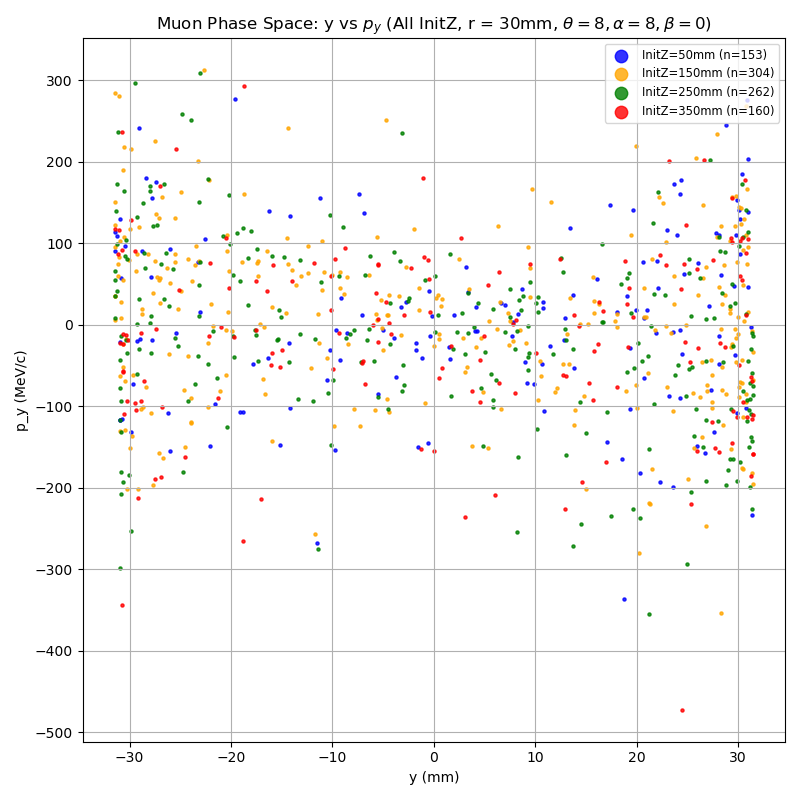 Muon Phase Space: y vs $p_y$ (All InitZ, r = 30mm, θ = 8, α = 8, β = 0)
InitZ=50mm (n=153)
InitZ=150mm (n=304)
InitZ=250mm (n=262)
InitZ=350mm (n=160)
300
200
100
0
−100
−200
−300
−400
−500
p_y (MeV/c)
−30 −20 −10 0 10 20 30
y (mm)